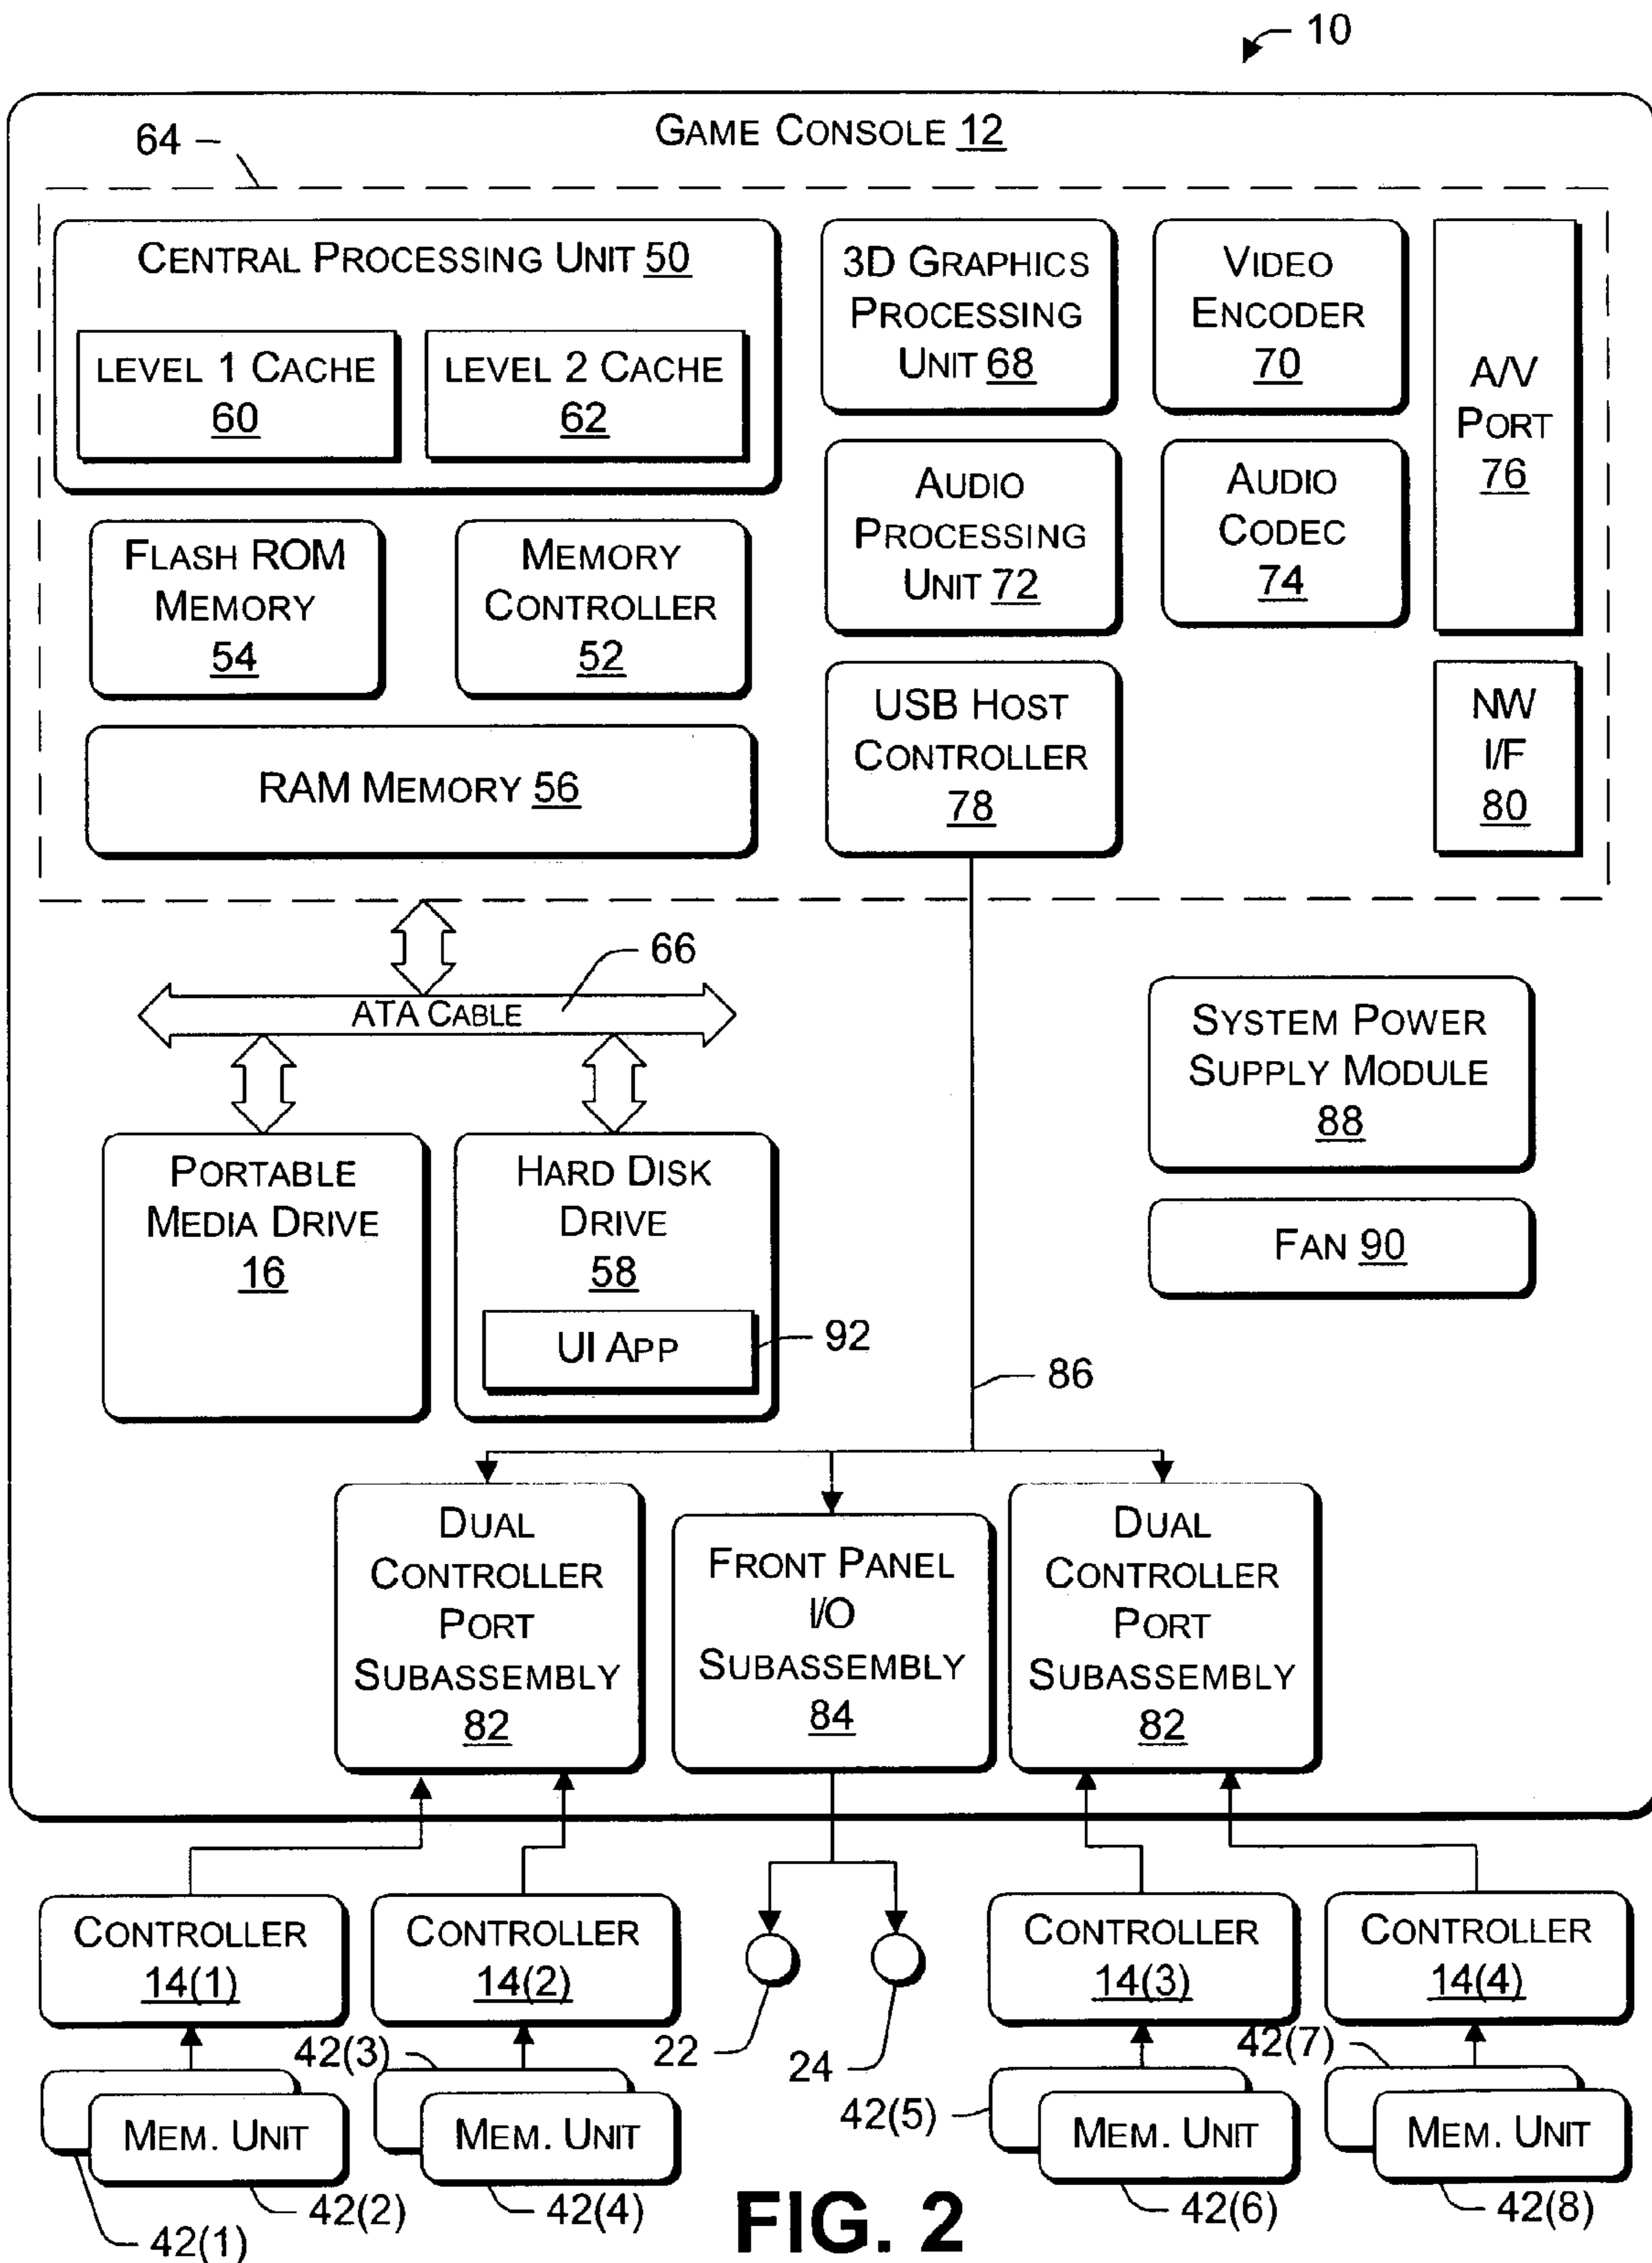 10
GAME CONSOLE 12
64
CENTRAL PROCESSING UNIT 50
LEVEL 1 CACHE
60
LEVEL 2 CACHE
62
3D GRAPHICS
PROCESSING
UNIT 68
VIDEO
ENCODER
70
A/V
PORT
76
AUDIO
PROCESSING
UNIT 72
AUDIO
CODEC
74
FLASH ROM
MEMORY
54
MEMORY
CONTROLLER
52
USB HOST
CONTROLLER
78
NW
I/F
80
RAM MEMORY 56
66
ATA CABLE
SYSTEM POWER
SUPPLY MODULE
88
PORTABLE
MEDIA DRIVE
16
HARD DISK
DRIVE
58
UI APP
92
FAN 90
86
DUAL
CONTROLLER
PORT
SUBASSEMBLY
82
FRONT PANEL
I/O
SUBASSEMBLY
84
DUAL
CONTROLLER
PORT
SUBASSEMBLY
82
CONTROLLER
14(1)
CONTROLLER
14(2)
CONTROLLER
14(3)
CONTROLLER
14(4)
22
24
42(3)
42(7)
42(5)
MEM. UNIT
MEM. UNIT
MEM. UNIT
MEM. UNIT
42(1)
42(2)
42(4)
42(6)
42(8)
FIG. 2